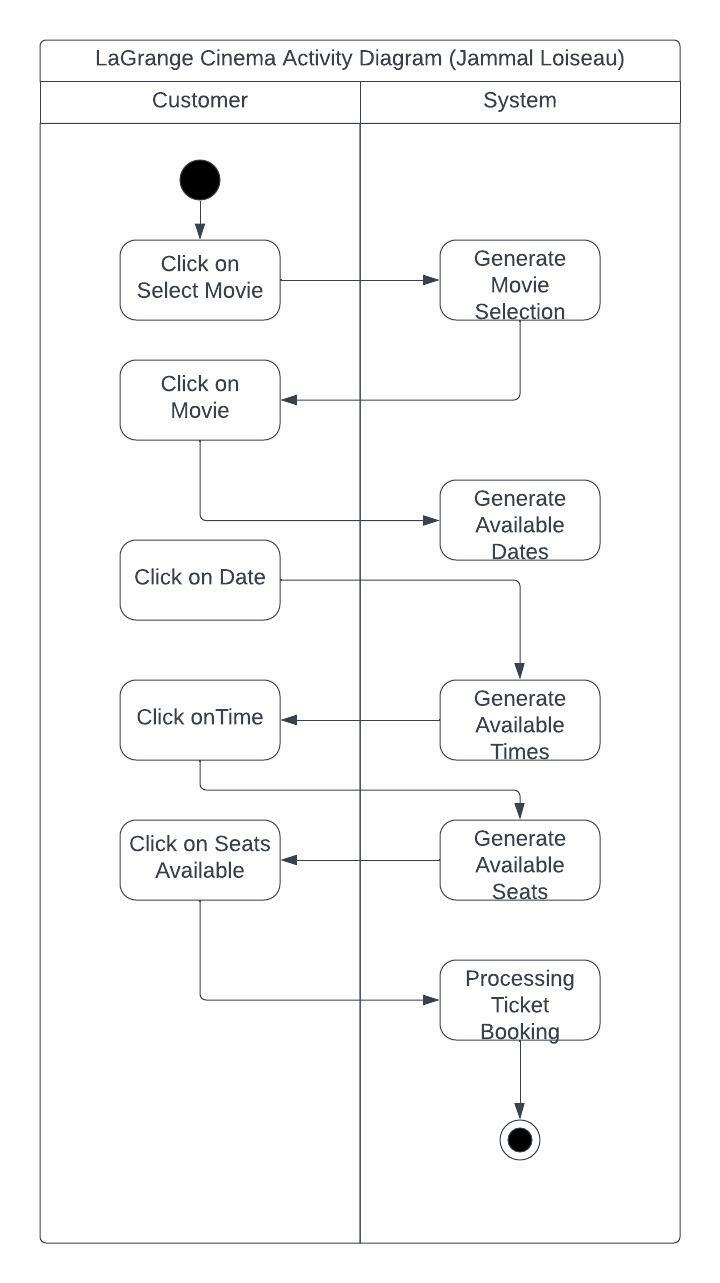 LaGrange Cinema Activity Diagram (Jammal Loiseau)
Customer
System
Click on
Select Movie
Generate
Movie
Selection
Click on
Movie
Generate
Available
Dates
Click on Date
Generate
Available
Times
Click onTime
Generate
Available
Seats
Click on Seats
Available
Processing
Ticket
Booking